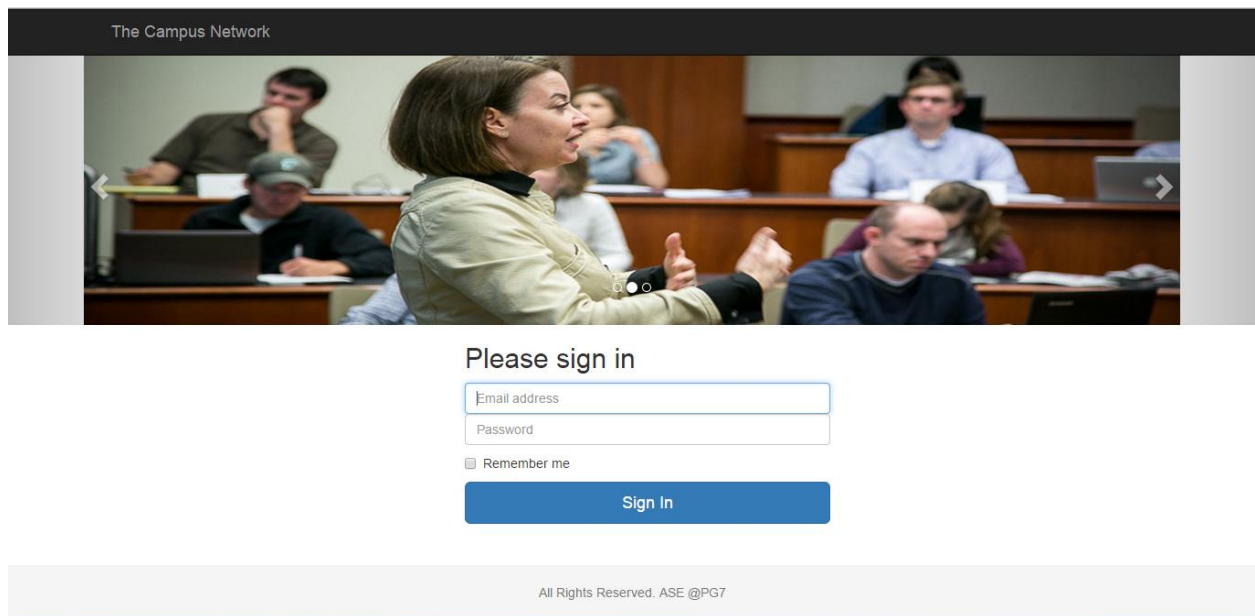 The Campus Network
Please sign in
Email address
Password
Remember me
Sign In
All Rights Reserved. ASE @PG7